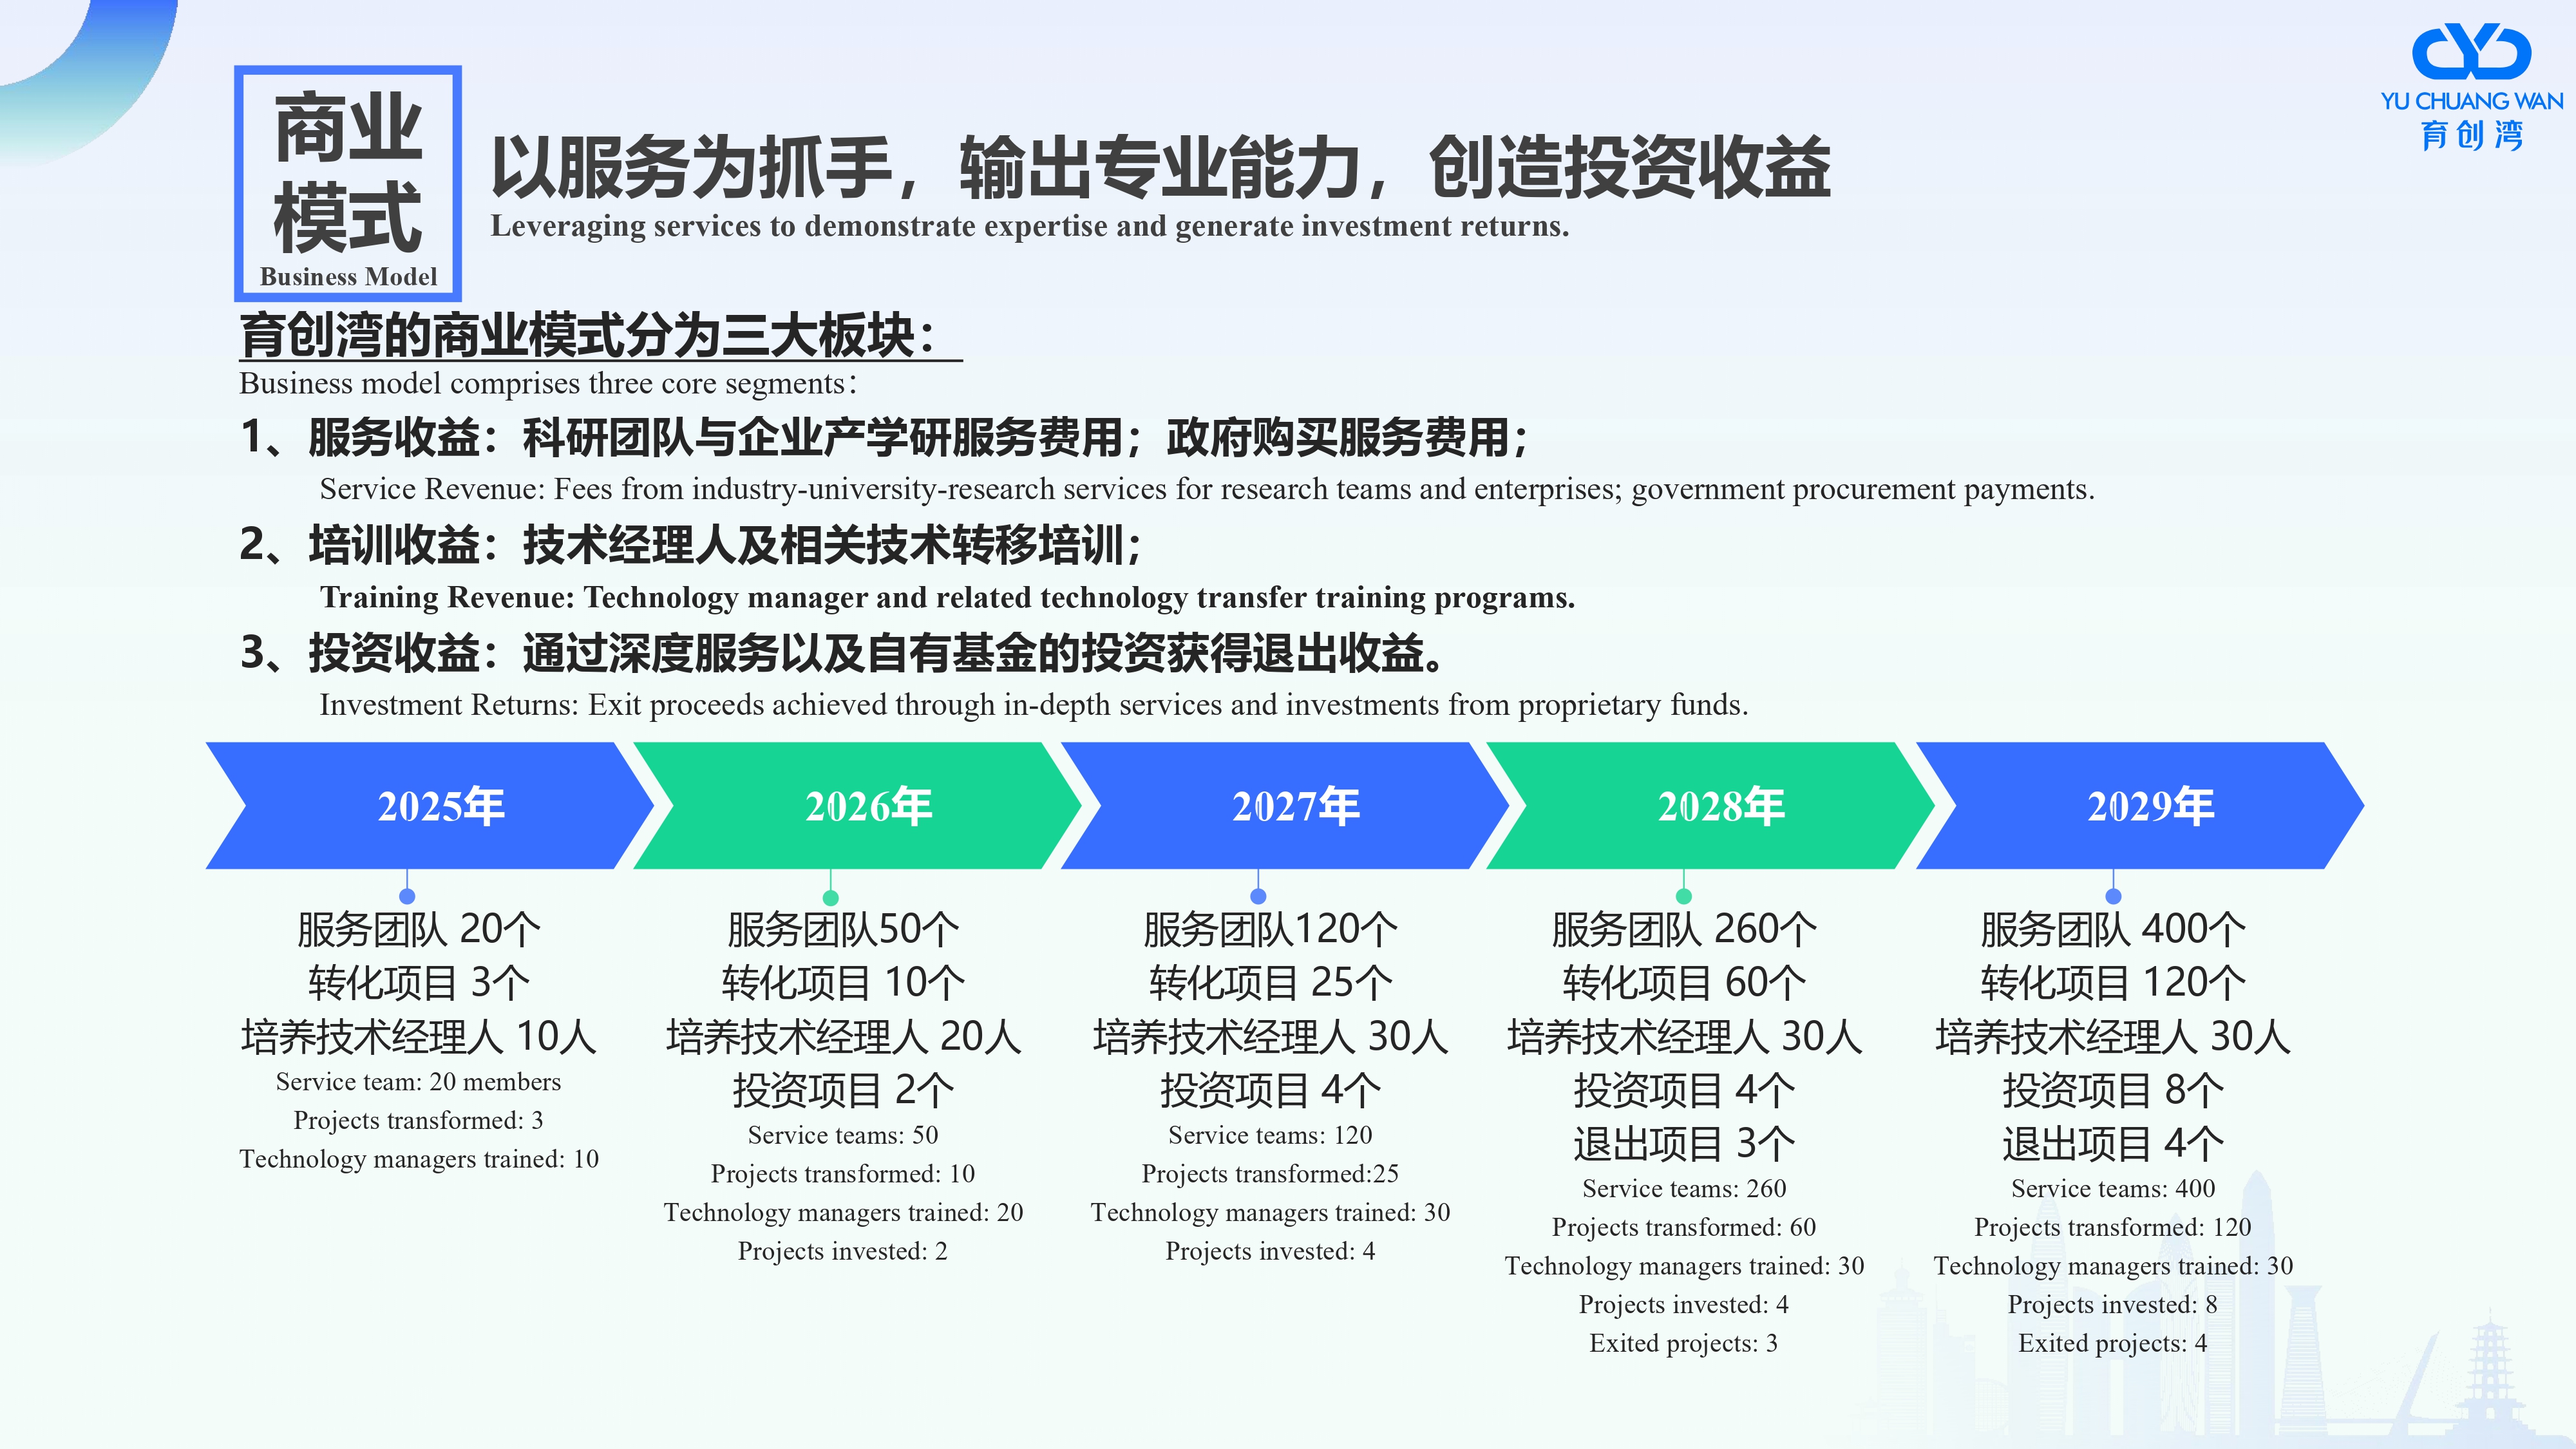 YU CHUANG WAN
育创湾
商业
模式
Business Model
以服务为抓手，输出专业能力，创造投资收益
Leveraging services to demonstrate expertise and generate investment returns.
育创湾的商业模式分为三大板块：
Business model comprises three core segments：
1、服务收益：科研团队与企业产学研服务费用；政府购买服务费用；
Service Revenue: Fees from industry-university-research services for research teams and enterprises; government procurement payments.
2、培训收益：技术经理人及相关技术转移培训；
Training Revenue: Technology manager and related technology transfer training programs.
3、投资收益：通过深度服务以及自有基金的投资获得退出收益。
Investment Returns: Exit proceeds achieved through in-depth services and investments from proprietary funds.
2025年
服务团队 20个
转化项目 3个
培养技术经理人 10人
Service team: 20 members
Projects transformed: 3
Technology managers trained: 10
2026年
服务团队50个
转化项目 10个
培养技术经理人 20人
投资项目 2个
Service teams: 50
Projects transformed: 10
Technology managers trained: 20
Projects invested: 2
2027年
服务团队120个
转化项目 25个
培养技术经理人 30人
投资项目 4个
Service teams: 120
Projects transformed:25
Technology managers trained: 30
Projects invested: 4
2028年
服务团队 260个
转化项目 60个
培养技术经理人 30人
投资项目 4个
退出项目 3个
Service teams: 260
Projects transformed: 60
Technology managers trained: 30
Projects invested: 4
Exited projects: 3
2029年
服务团队 400个
转化项目 120个
培养技术经理人 30人
投资项目 8个
退出项目 4个
Service teams: 400
Projects transformed: 120
Technology managers trained: 30
Projects invested: 8
Exited projects: 4